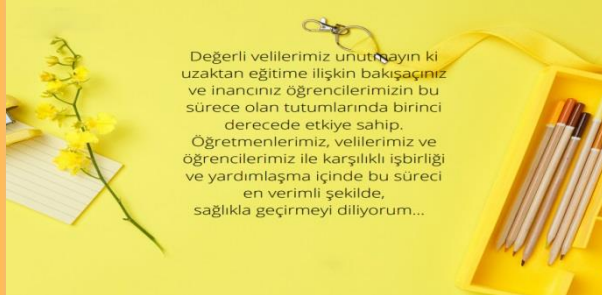 Değerli velilerimiz unutmayın ki
uzaktan eğitime ilişkin bakışaçınız
ve inancınız öğrencilerimizin bu
sürece olan tutumlarında birinci
derecede etkiye sahip.
Öğretmenlerimiz, velilerimiz ve
öğrencilerimiz ile karşılıklı işbirliği
ve yardımlaşma içinde bu süreci
en verimli şekilde,
sağlıkla geçirmeyi diliyorum...